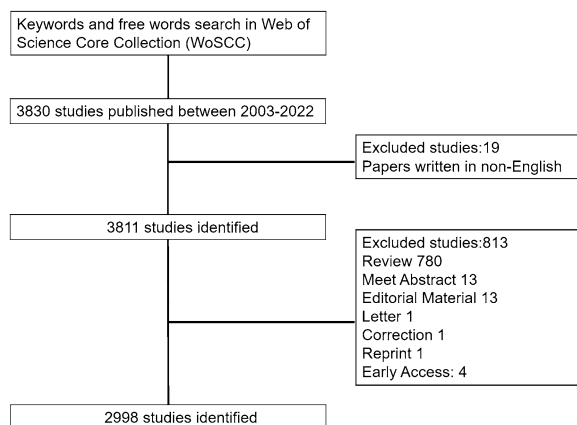 Keywords and free words search in Web of
Science Core Collection (WoSCC)
3830 studies published between 2003-2022
Excluded studies:19
Papers written in non-English
3811 studies identified
Excluded studies:813
Review 780
Meet Abstract 13
Editorial Material 13
Letter 1
Correction 1
Reprint 1
Early Access: 4
2998 studies identified